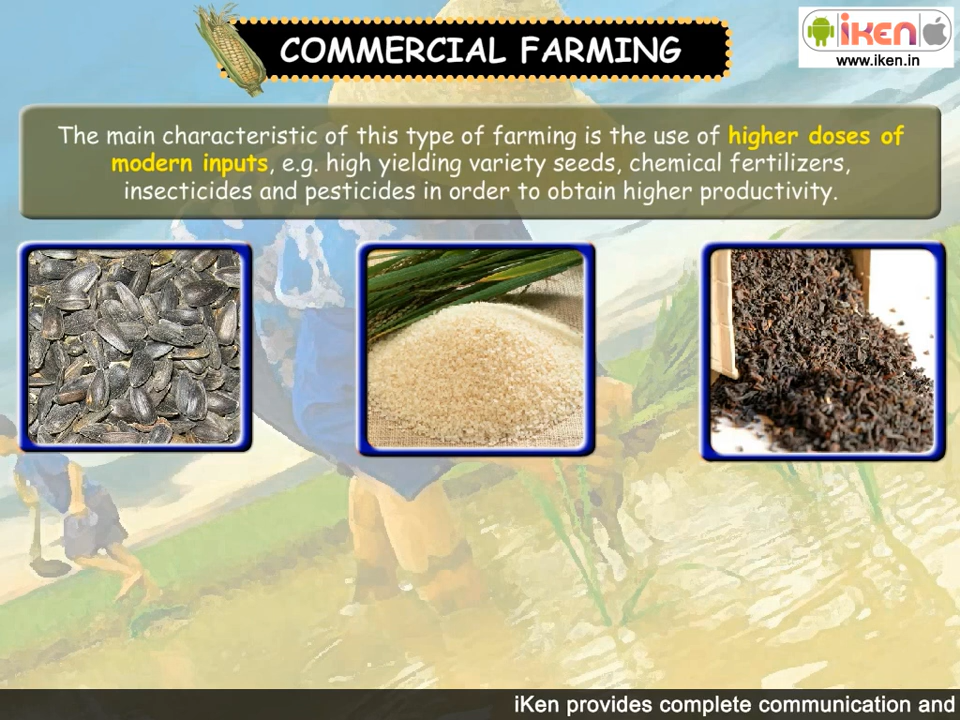 COMMERCIAL FARMING
iKEN
www.iken.in
The main characteristic of this type of farming is the use of higher doses of
modern inputs, e.g. high yielding variety seeds, chemical fertilizers,
insecticides and pesticides in order to obtain higher productivity.
iKen provides complete communication and